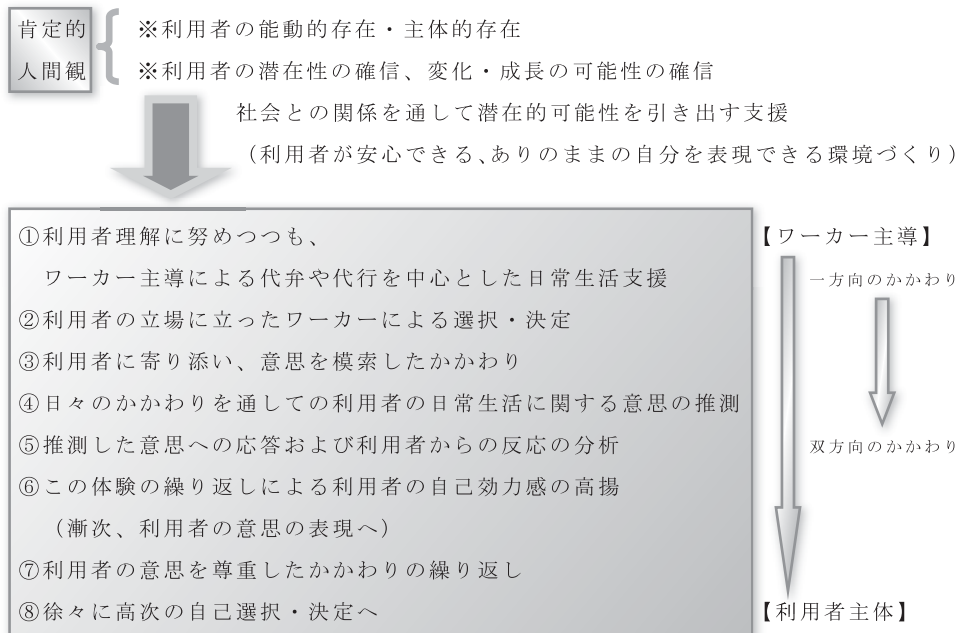 肯定的
人間観
※利用者の能動的存在・主体的存在
※利用者の潜在性の確信、変化・成長の可能性の確信
社会との関係を通して潜在的可能性を引き出す支援
（利用者が安心できる、ありのままの自分を表現できる環境づくり）
①利用者理解に努めつつも、
ワーカー主導による代弁や代行を中心とした日常生活支援
②利用者の立場に立ったワーカーによる選択・決定
③利用者に寄り添い、意思を模索したかかわり
④日々のかかわりを通しての利用者の日常生活に関する意思の推測
⑤推測した意思への応答および利用者からの反応の分析
⑥この体験の繰り返しによる利用者の自己効力感の高揚
（漸次、利用者の意思の表現へ）
⑦利用者の意思を尊重したかかわりの繰り返し
⑧徐々に高次の自己選択・決定へ
【ワーカー主導】
一方向のかかわり
双方向のかかわり
【利用者主体】